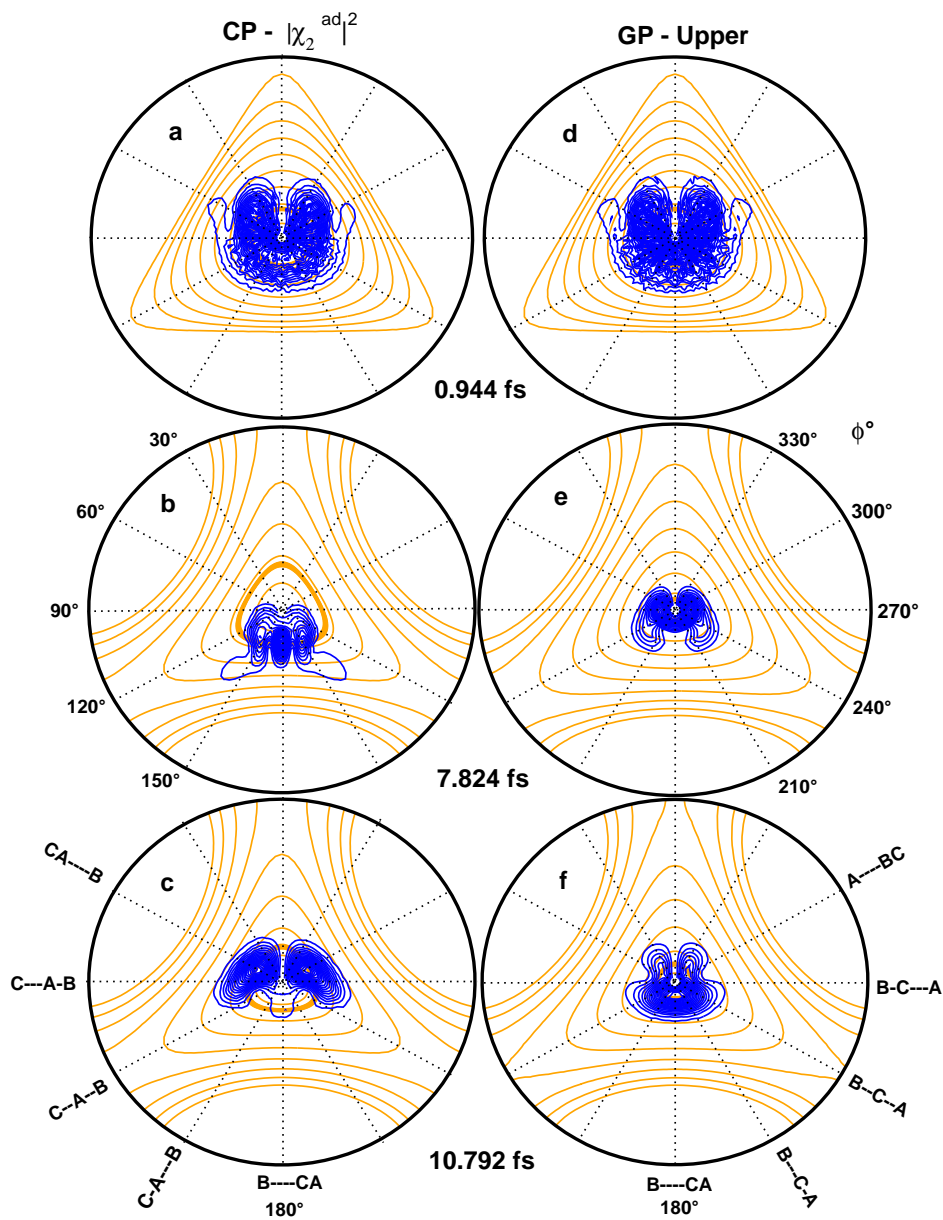 CP - |χ₂ ᵃᵈ|² GP - Upper
a d
0.944 fs
30° 330° ϕ°
b e
60° 300°
90° 270°
120° 240°
150° 7.824 fs 210°
CA----B c f A----BC
C---A-B B-C---A
C--A--B B--C--A
C-A---B 10.792 fs B---C-A
B----CA B----CA
180° 180°